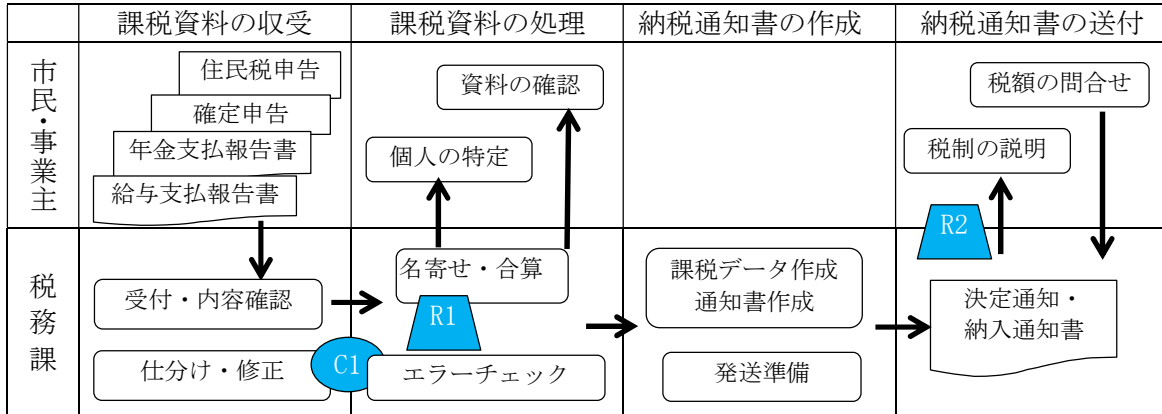 課税資料の収受
課税資料の処理
納税通知書の作成
納税通知書の送付
市民・事業主
住民税申告
確定申告
年金支払報告書
給与支払報告書
資料の確認
個人の特定
税額の問合せ
税制の説明
R2
税務課
受付・内容確認
仕分け・修正
C1
名寄せ・合算
R1
エラーチェック
課税データ作成
通知書作成
発送準備
決定通知・
納入通知書